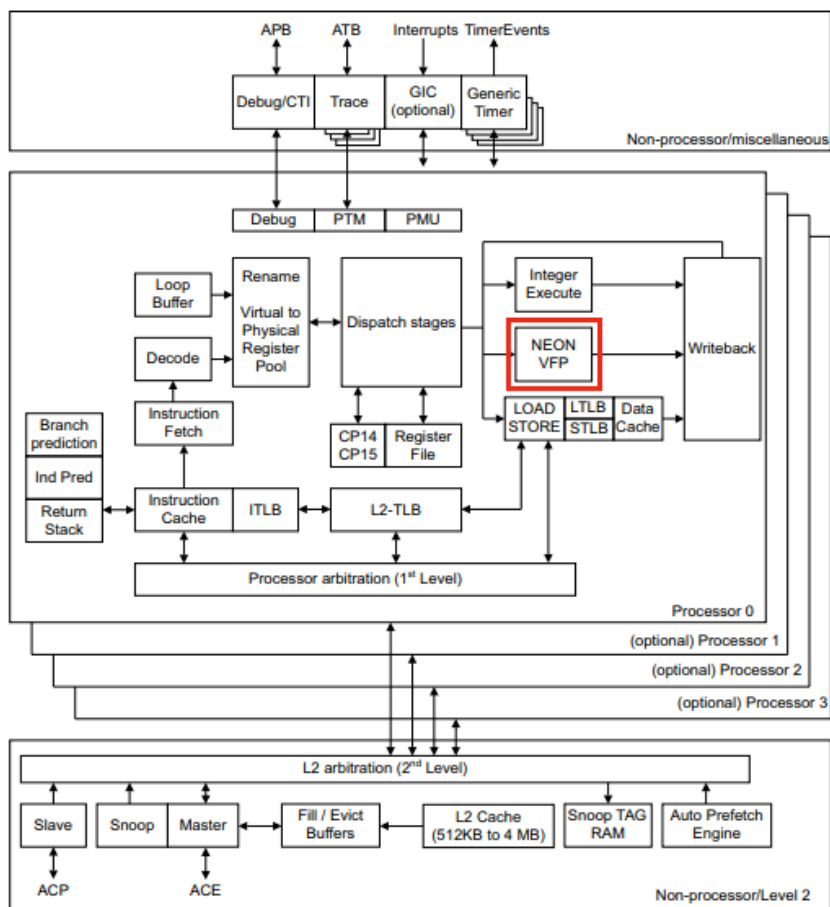 APB ATB Interrupts TimerEvents
Debug/CTI Trace GIC (optional) Generic Timer
Non-processor/miscellaneous
Debug PTM PMU
Loop
Buffer
Rename
Virtual to
Physical
Register
Pool
Dispatch stages
Integer
Execute
Writeback
Decode
NEON
VFP
Instruction
Fetch
LOAD
STORE
LTLB
STLB
Data
Cache
Branch
prediction
Ind Pred
Return
Stack
CP14
CP15
Register
File
Instruction
Cache
ITLB
L2-TLB
Processor arbitration (1st Level)
Processor 0
(optional) Processor 1
(optional) Processor 2
(optional) Processor 3
L2 arbitration (2nd Level)
Slave
Snoop
Master
Fill / Evict
Buffers
L2 Cache
(512KB to 4 MB)
Snoop TAG
RAM
Auto Prefetch
Engine
ACP ACE
Non-processor/Level 2